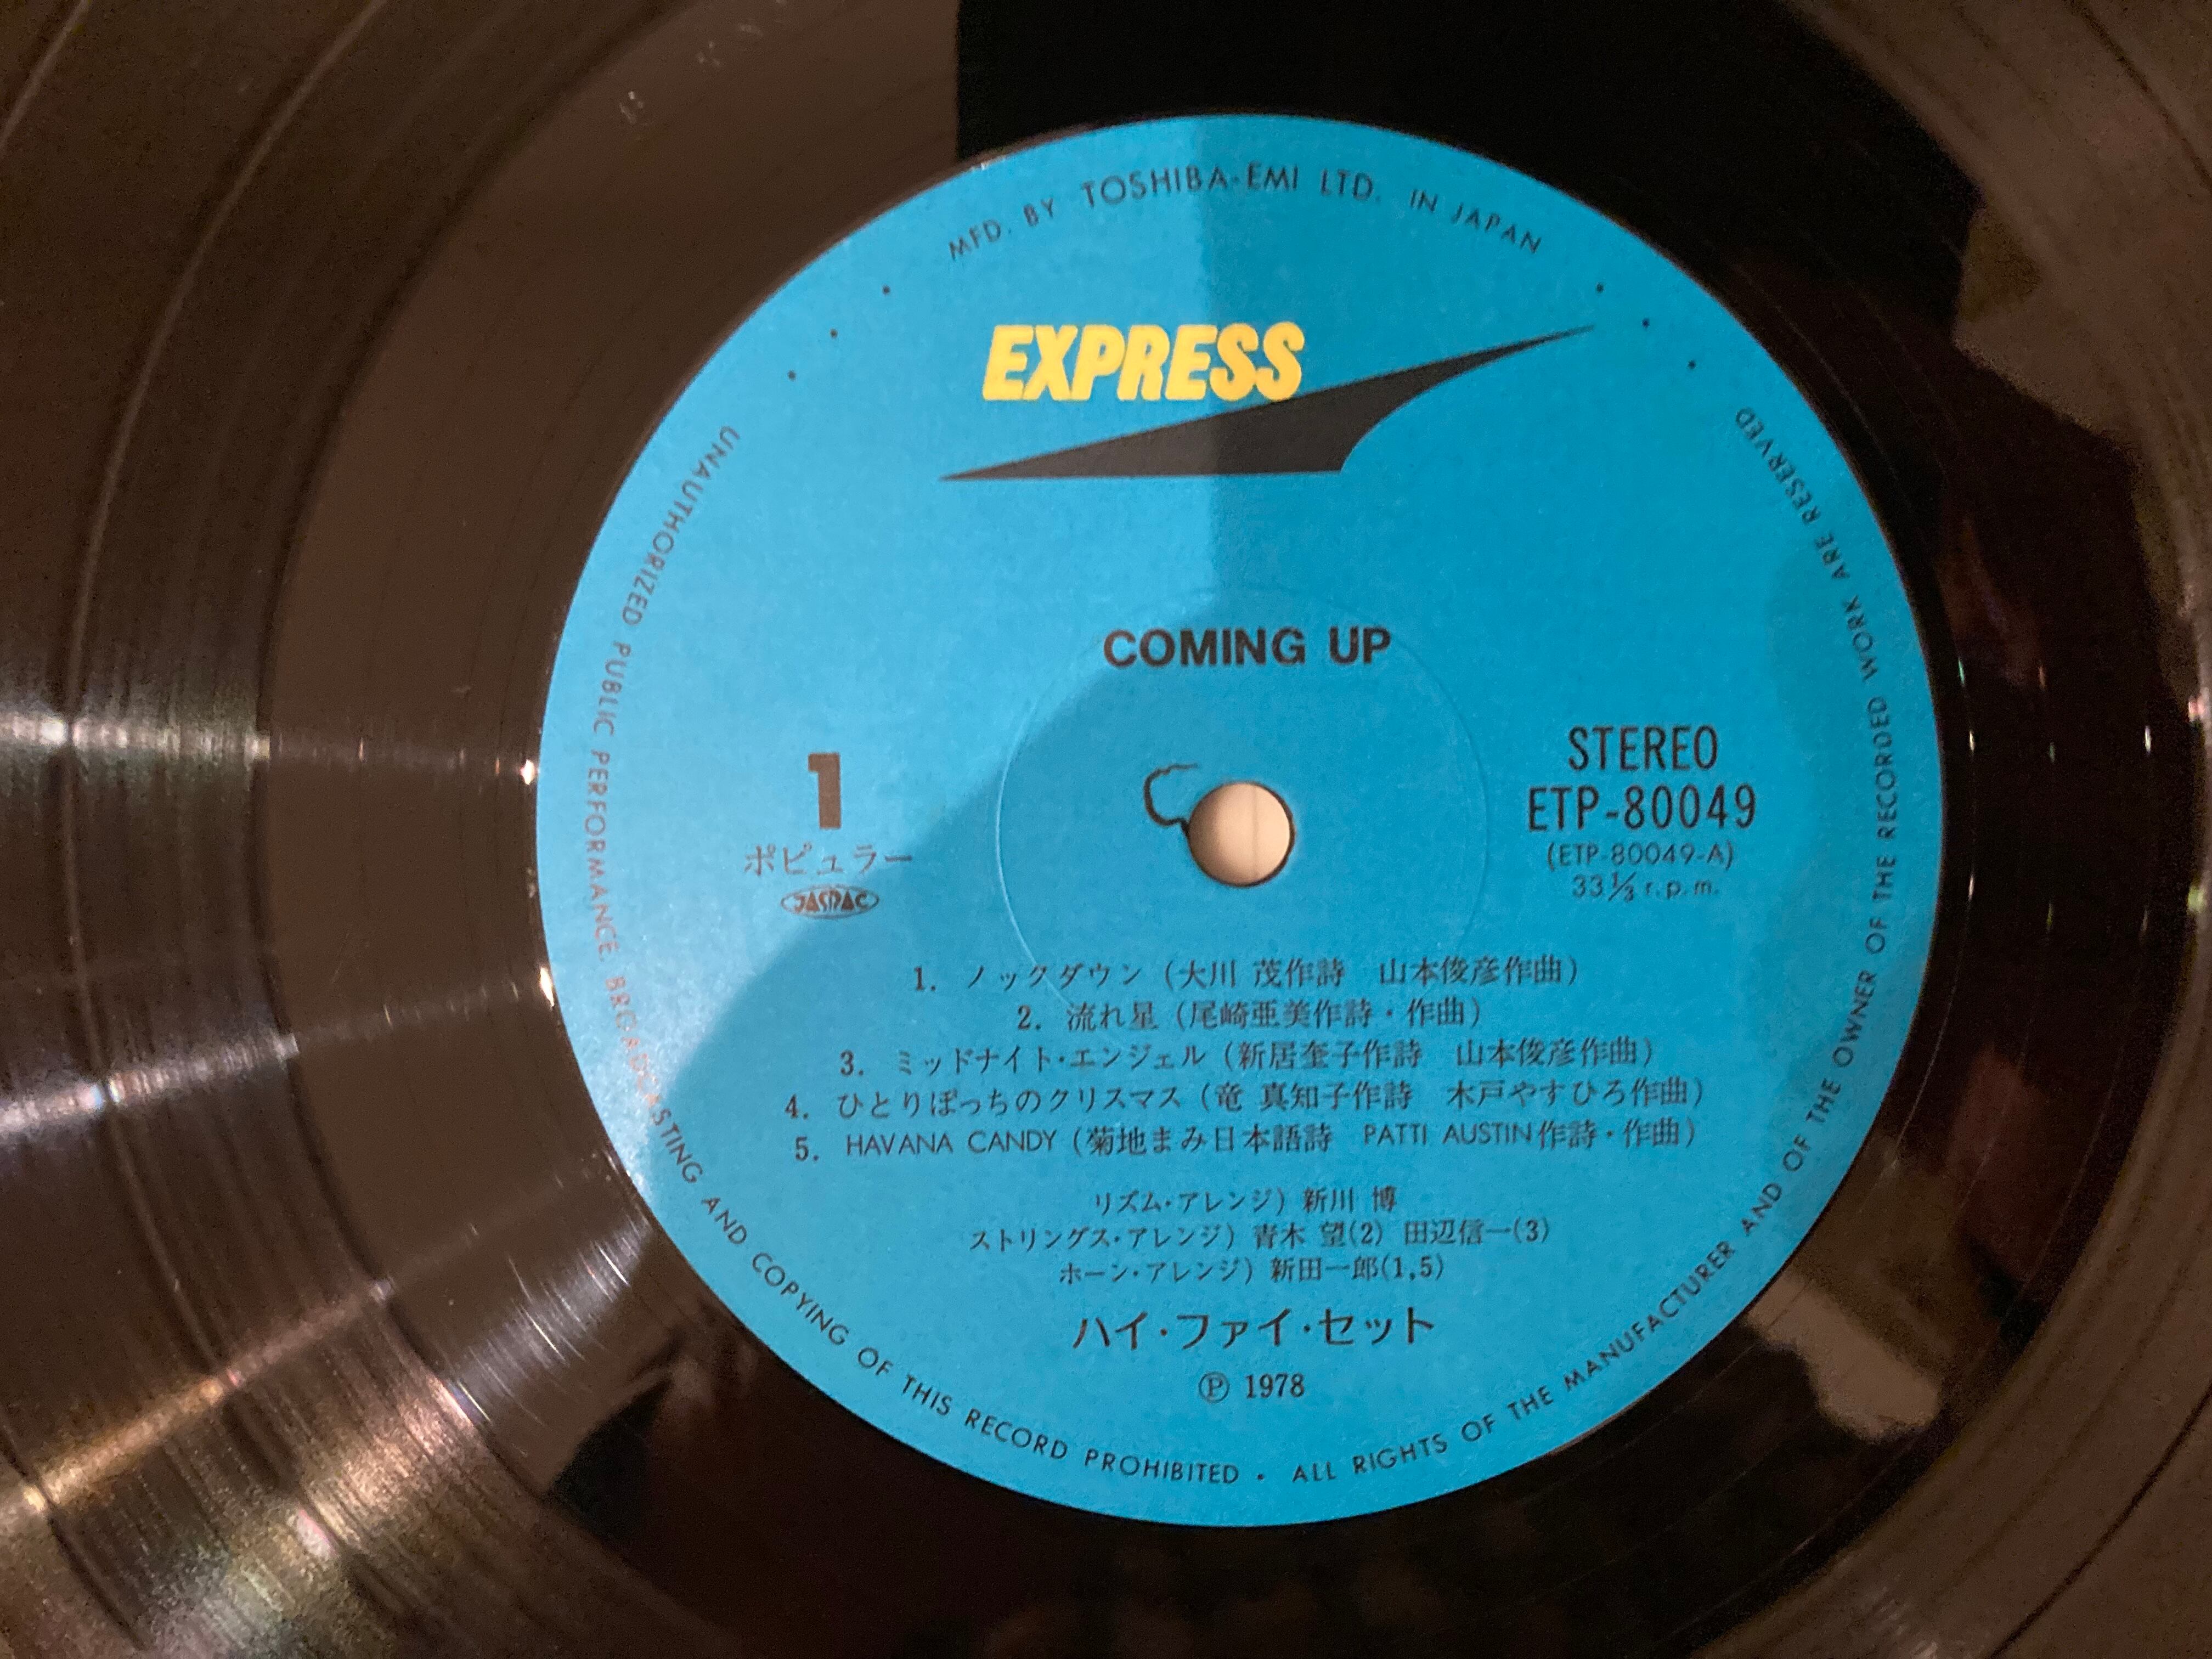 MFD. BY TOSHIBA-EMI LTD. IN JAPAN
EXPRESS
COMING UP
1
ポピュラー
JASRAC
STEREO
ETP-80049
(ETP-80049-A)
33⅓ r.p.m.
1. ノックダウン (大川 茂作詩 山本俊彦作曲)
2. 流れ星 (尾崎亜美作詩・作曲)
3. ミッドナイト・エンジェル (新居奎子作詩 山本俊彦作曲)
4. ひとりぼっちのクリスマス (竜 真知子作詩 木戸やすひろ作曲)
5. HAVANA CANDY (菊地まみ日本語詩 PATTI AUSTIN作詩・作曲)
リズム・アレンジ) 新川 博
ストリングス・アレンジ) 青木 望(2) 田辺信一(3)
ホーン・アレンジ) 新田一郎(1,5)
ハイ・ファイ・セット
Ⓟ 1978
UNAUTHORIZED PUBLIC PERFORMANCE. BROADCASTING AND COPYING OF THIS RECORD PROHIBITED • ALL RIGHTS OF THE MANUFACTURER AND OF THE OWNER OF THE RECORDED WORK ARE RESERVED